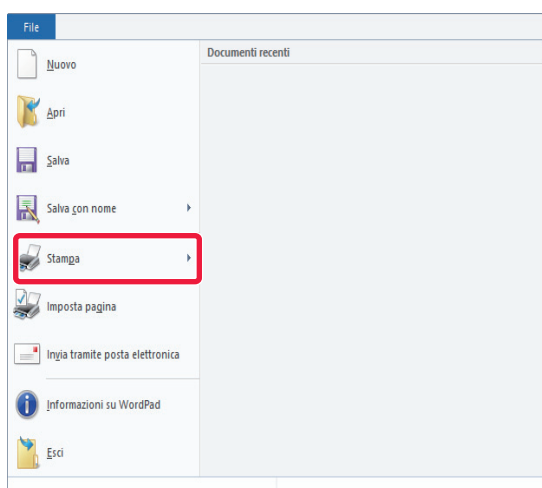 File
Documenti recenti
Nuovo
Apri
Salva
Salva con nome
Stampa
Imposta pagina
Invia tramite posta elettronica
Informazioni su WordPad
Esci